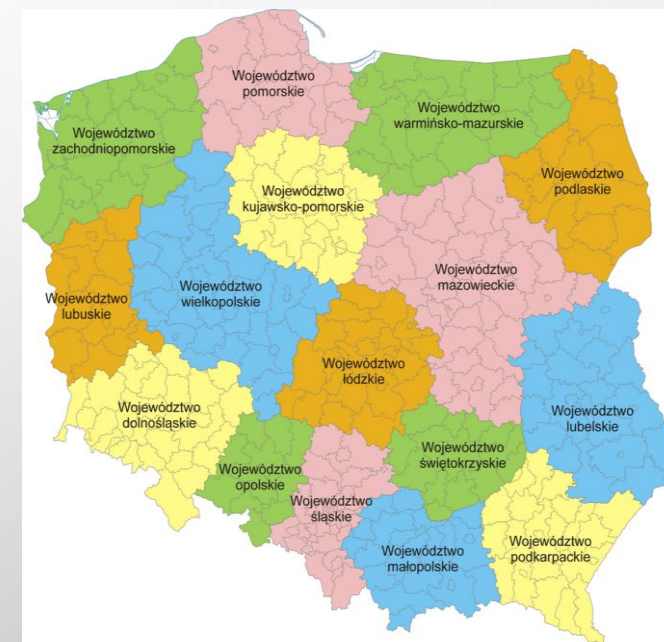 Województwo
pomorskie
Województwo
zachodniopomorskie
Województwo
warmińsko-mazurskie
Województwo
podlaskie
Województwo
kujawsko-pomorskie
Województwo
mazowieckie
Województwo
wielkopolskie
Województwo
lubuskie
Województwo
łódzkie
Województwo
dolnośląskie
Województwo
lubelskie
Województwo
opolskie
Województwo
świętokrzyskie
Województwo
śląskie
Województwo
małopolskie
Województwo
podkarpackie